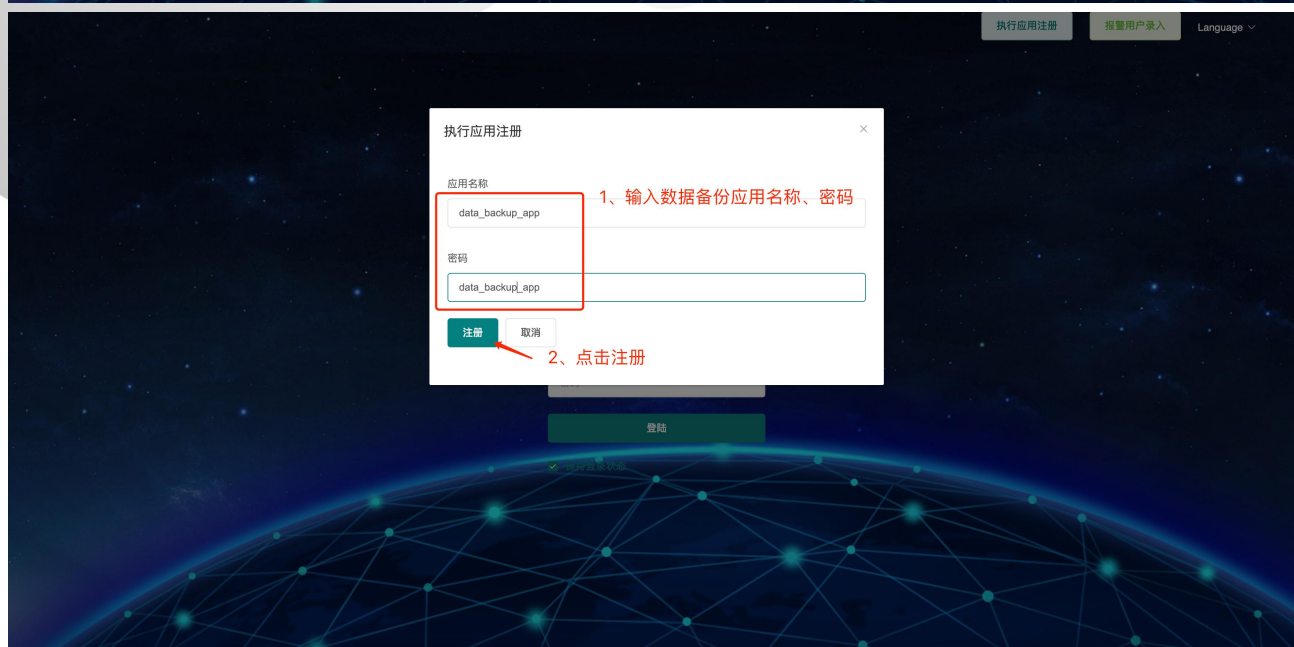 执行应用注册 报警用户录入 Language
执行应用注册
应用名称
1、输入数据备份应用名称、密码
data_backup_app
密码
data_backup_app
注册 取消
2、点击注册
登陆